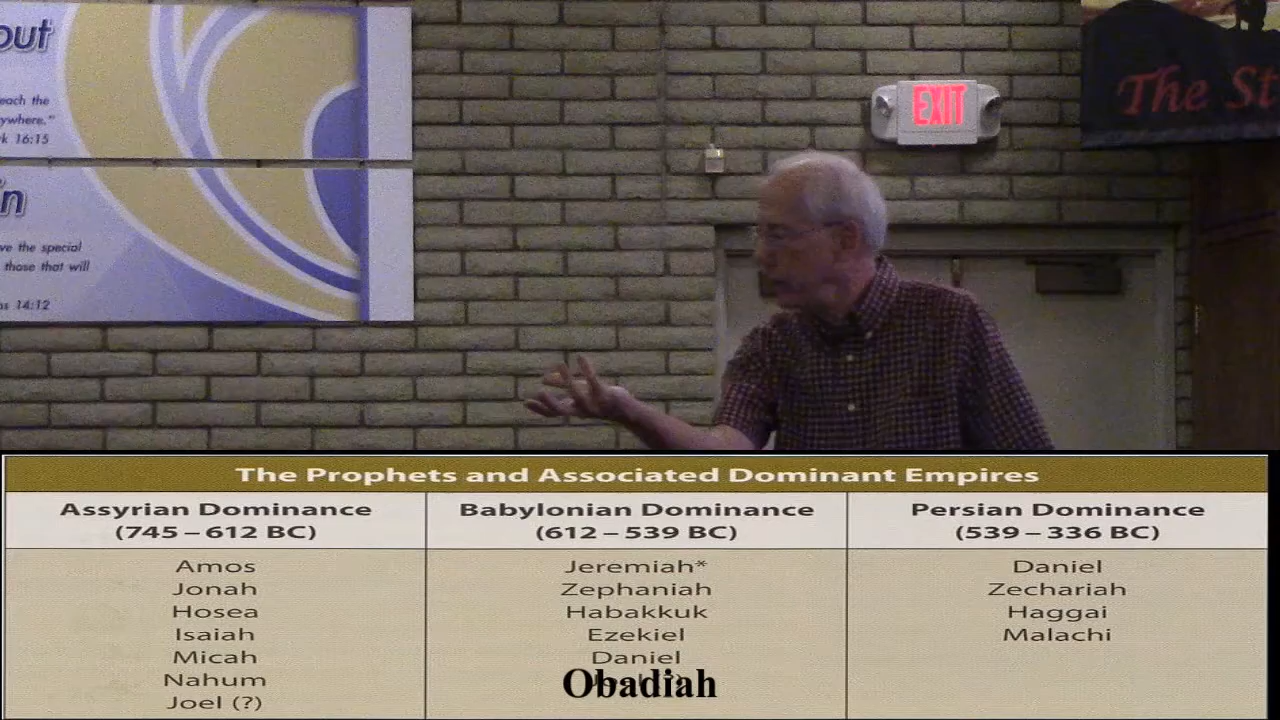 out
each the
ywhere."
k 16:15
n
ve the special
those that will
s 14:12
EXIT
The St
The Prophets and Associated Dominant Empires
Assyrian Dominance
(745 – 612 BC)
Amos
Jonah
Hosea
Isaiah
Micah
Nahum
Joel (?)
Babylonian Dominance
(612 – 539 BC)
Jeremiah*
Zephaniah
Habakkuk
Ezekiel
Daniel
Obadiah
Persian Dominance
(539 – 336 BC)
Daniel
Zechariah
Haggai
Malachi